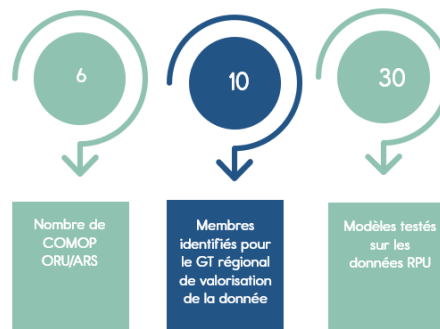 6
10
30
Nombre de
COMOP
ORU/ARS
Membres
identifiés pour
le GT régional
de valorisation
de la donnée
Modèles testés
sur les
données RPU